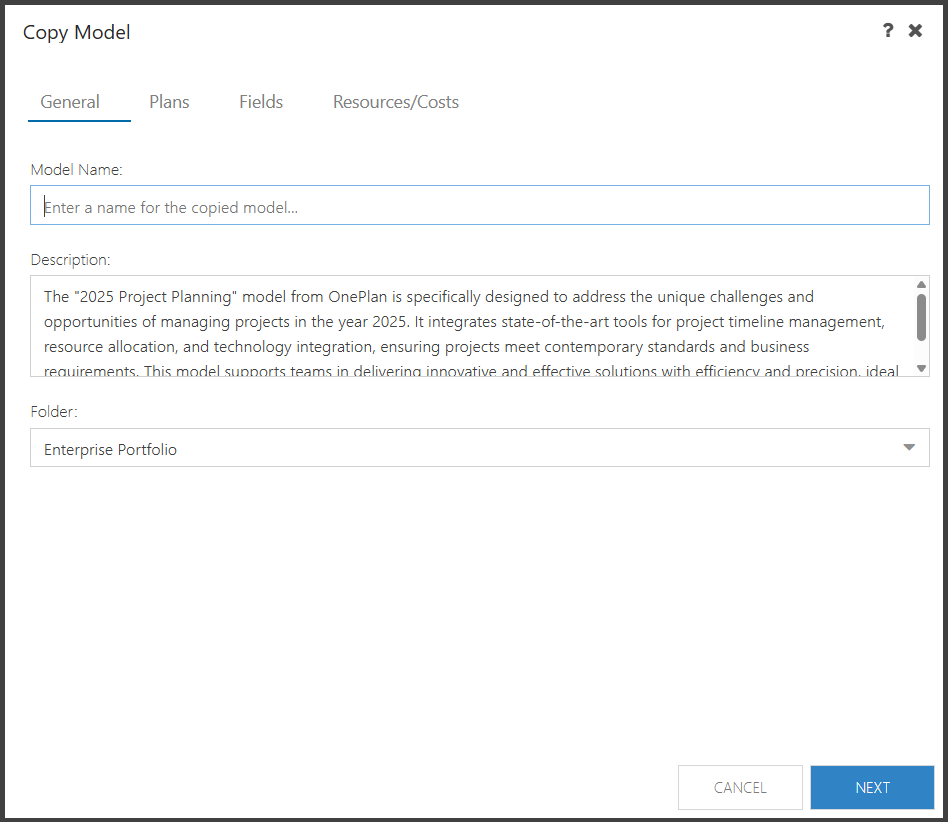 Copy Model
?
General Plans Fields Resources/Costs
Model Name:
Enter a name for the copied model...
Description:
The "2025 Project Planning" model from OnePlan is specifically designed to address the unique challenges and
opportunities of managing projects in the year 2025. It integrates state-of-the-art tools for project timeline management,
resource allocation, and technology integration, ensuring projects meet contemporary standards and business
requirements. This model supports teams in delivering innovative and effective solutions with efficiency and precision, ideal
Folder:
Enterprise Portfolio
CANCEL NEXT